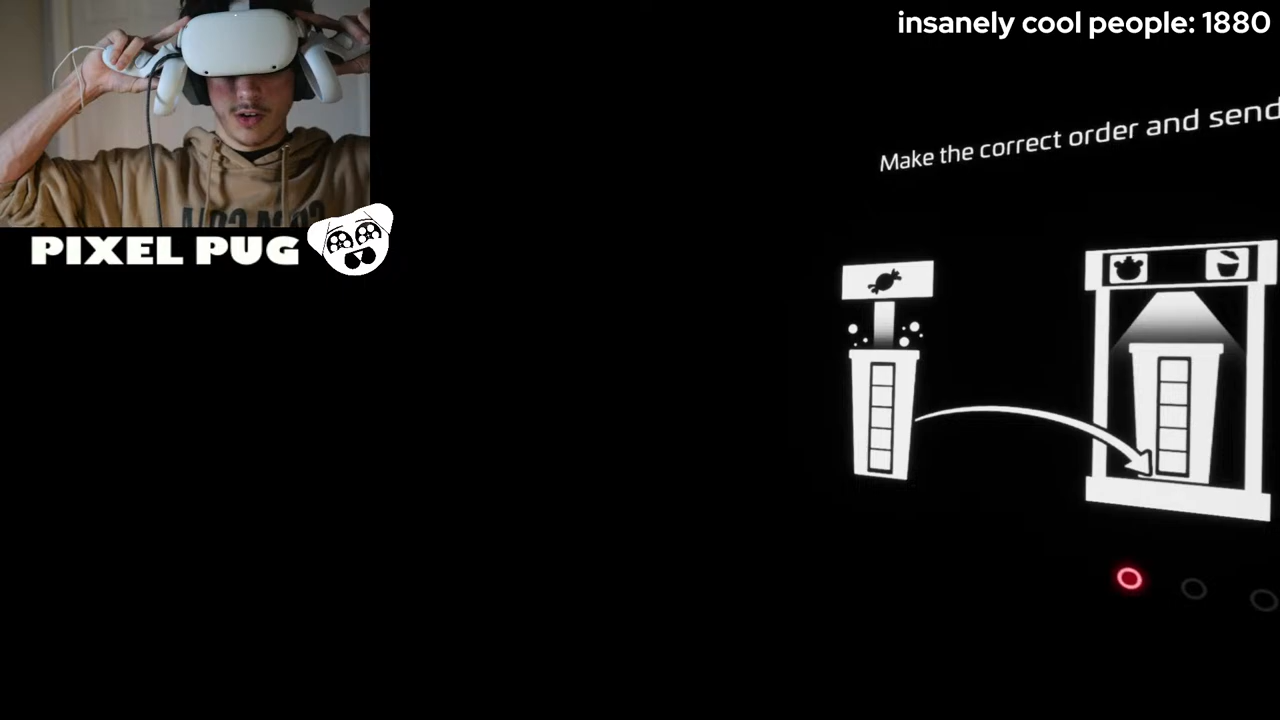 insanely cool people: 1880
Make the correct order and send
PIXEL PUG